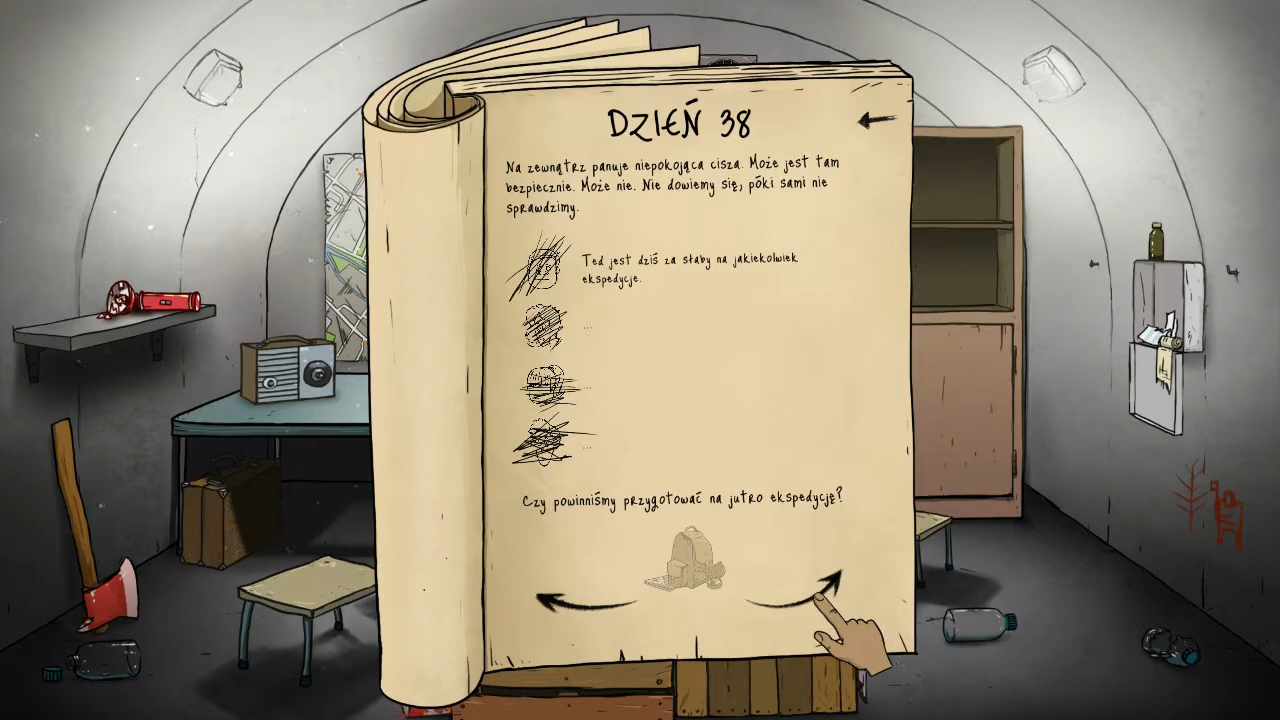 DZIEŃ 38
Na zewnątrz panuje niepokojąca cisza. Może jest tam
bezpiecznie. Może nie. Nie dowiemy się, póki sami nie
sprawdzimy.
Ted jest dziś za słaby na jakiekolwiek
ekspedycje.
...
...
...
Czy powinniśmy przygotować na jutro ekspedycję?